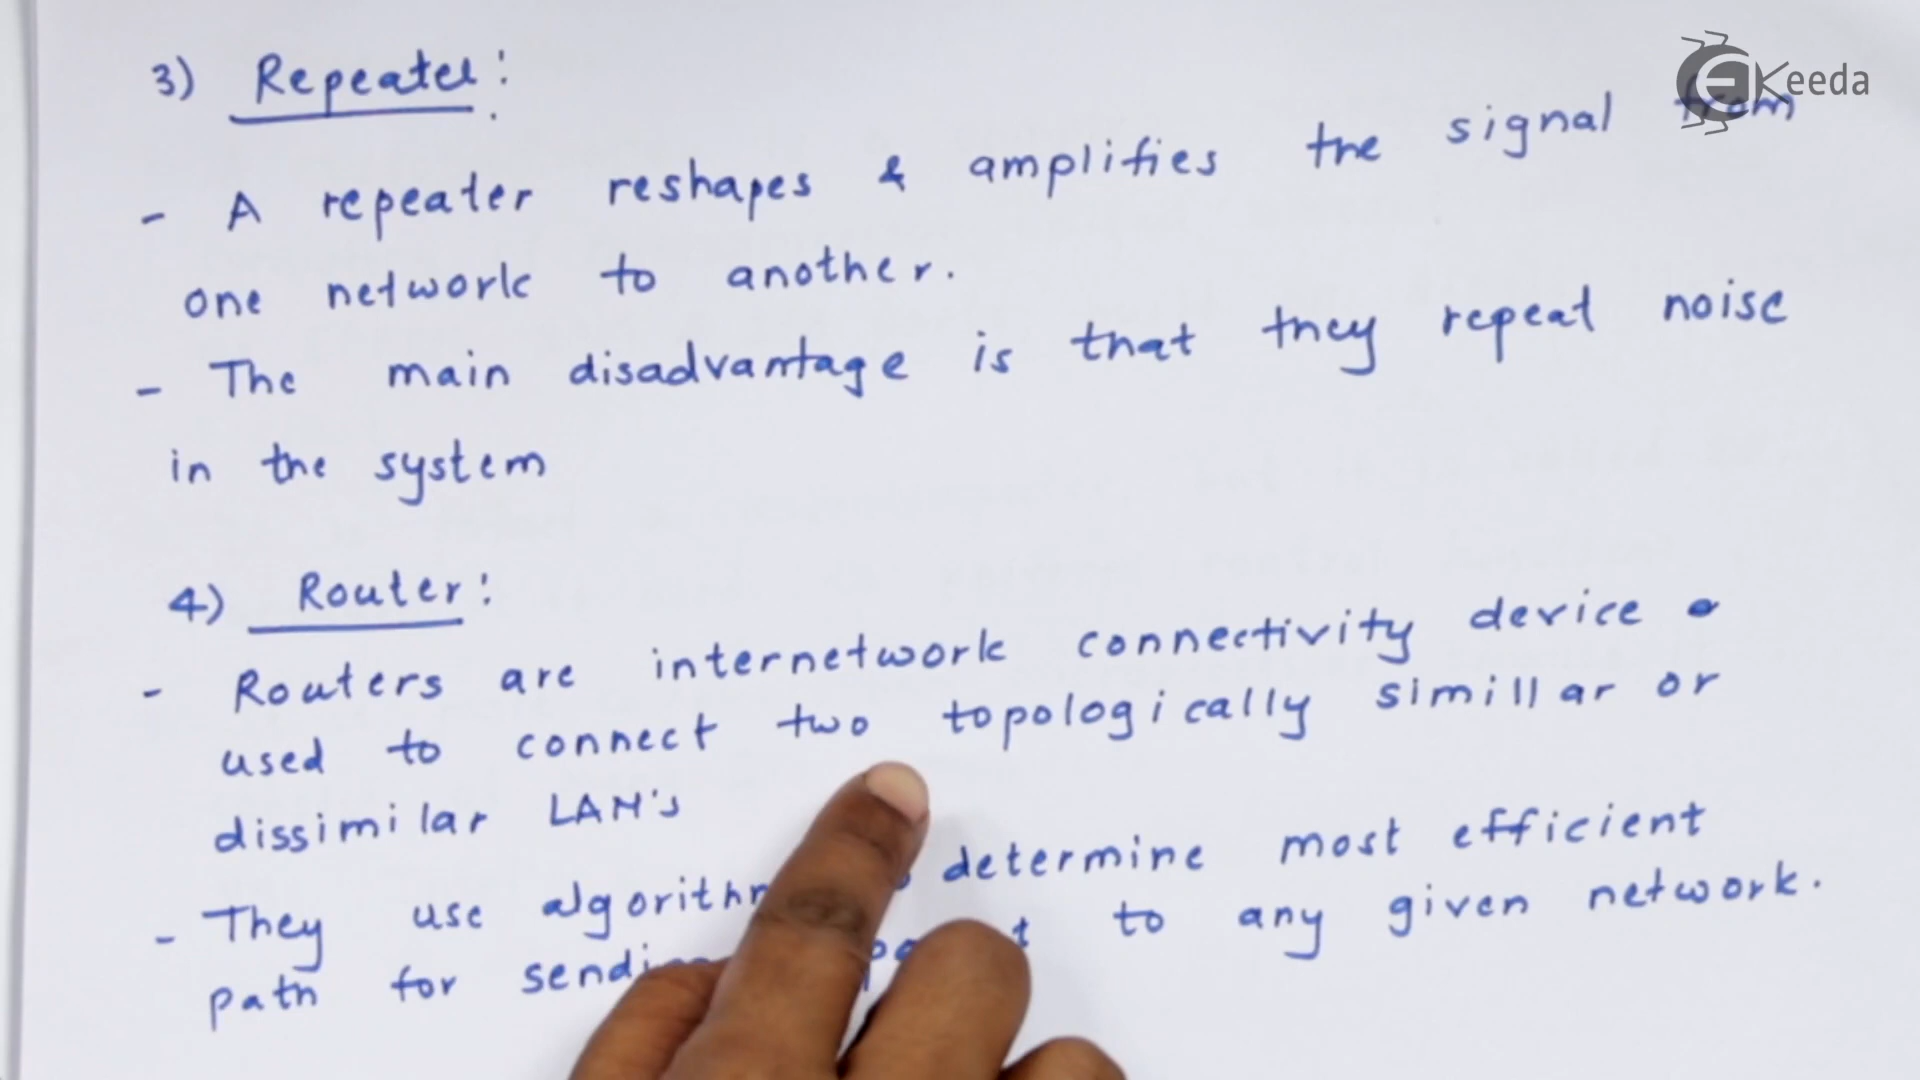 Keeda
3) Repeater:
- A repeater reshapes & amplifies the signal from
one network to another.
- The main disadvantage is that they repeat noise
in the system
4) Router:
- Routers are internetwork connectivity device
used to connect two topologically simillar or
dissimilar LAN's
- They use determine most efficient
path for to any given network.